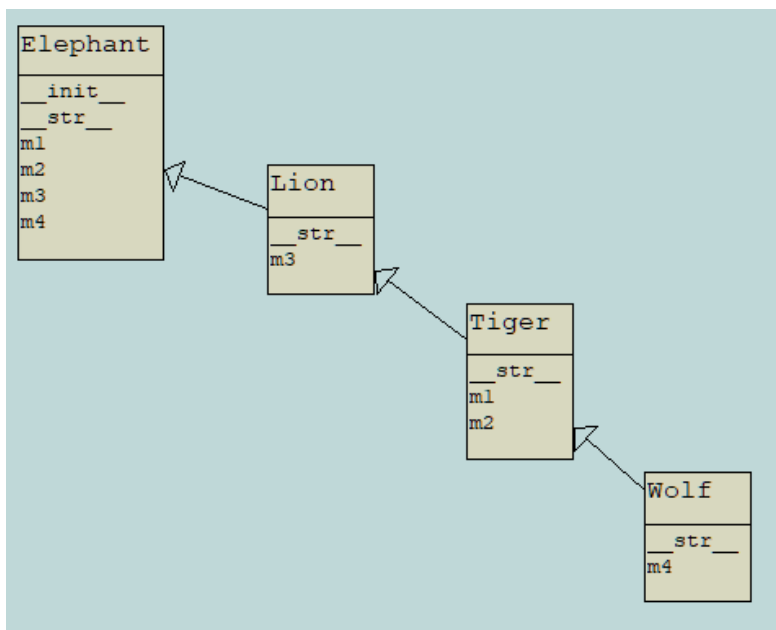 Elephant
__init__
__str__
m1
m2
m3
m4
Lion
__str__
m3
Tiger
__str__
m1
m2
Wolf
__str__
m4